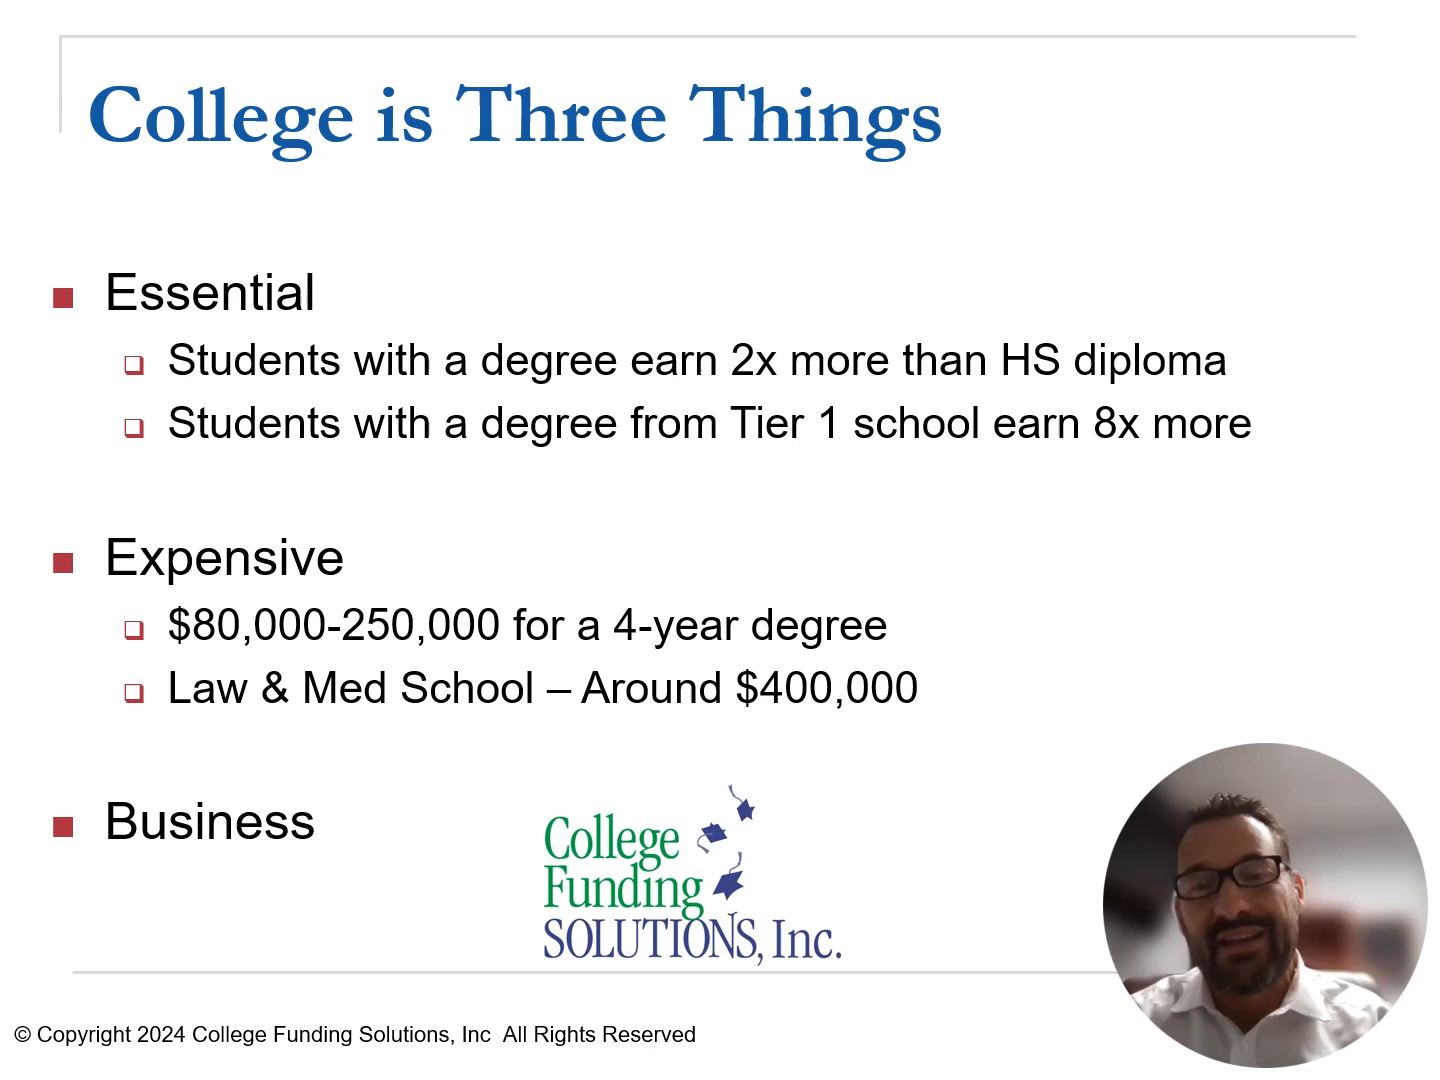 College is Three Things
Essential
Students with a degree earn 2x more than HS diploma
Students with a degree from Tier 1 school earn 8x more
Expensive
$80,000-250,000 for a 4-year degree
Law & Med School – Around $400,000
Business
College
Funding
SOLUTIONS, Inc.
© Copyright 2024 College Funding Solutions, Inc  All Rights Reserved